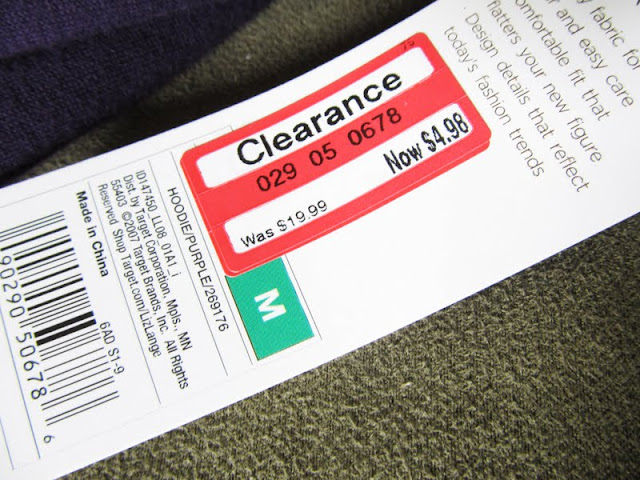 y fabric for
r and easy care
omfortable fit that
flatters your new figure
Design details that reflect
today's fashion trends
Clearance
029 05 0678
Now $4.98
Was $19.99
M
HOODIE/PURPLE/269176
ID147450_LL08_01A1_i
Dist. by Target Corporation, Mpls., MN
55403 ©2007 Target Brands, Inc. All Rights
Reserved. Shop Target.com/LizLange
Made in China
6AD S1-9
90290 50678 6